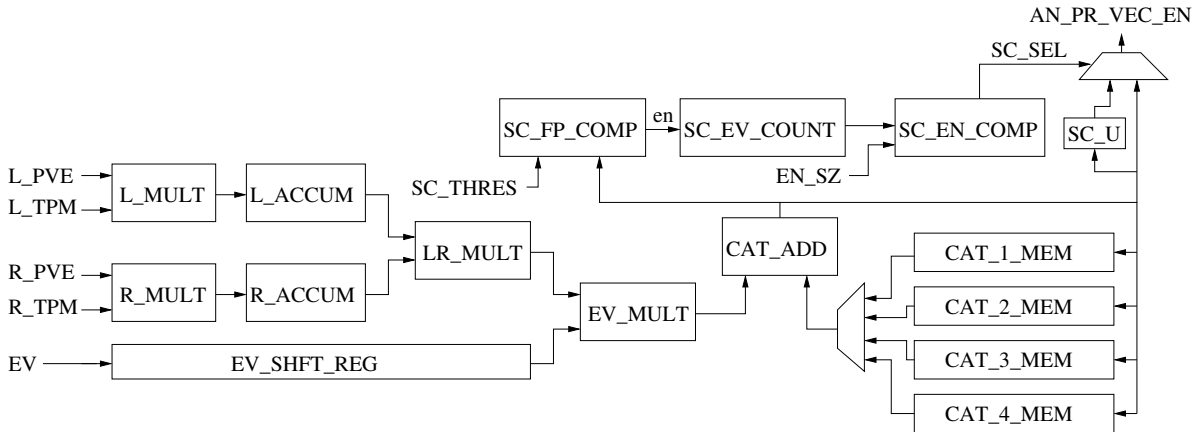 AN_PR_VEC_EN
SC_SEL
SC_FP_COMP
en
SC_EV_COUNT
SC_EN_COMP
SC_U
L_PVE
L_TPM
L_MULT
L_ACCUM
SC_THRES
EN_SZ
LR_MULT
CAT_ADD
CAT_1_MEM
R_PVE
R_TPM
R_MULT
R_ACCUM
EV_MULT
CAT_2_MEM
EV
EV_SHFT_REG
CAT_3_MEM
CAT_4_MEM